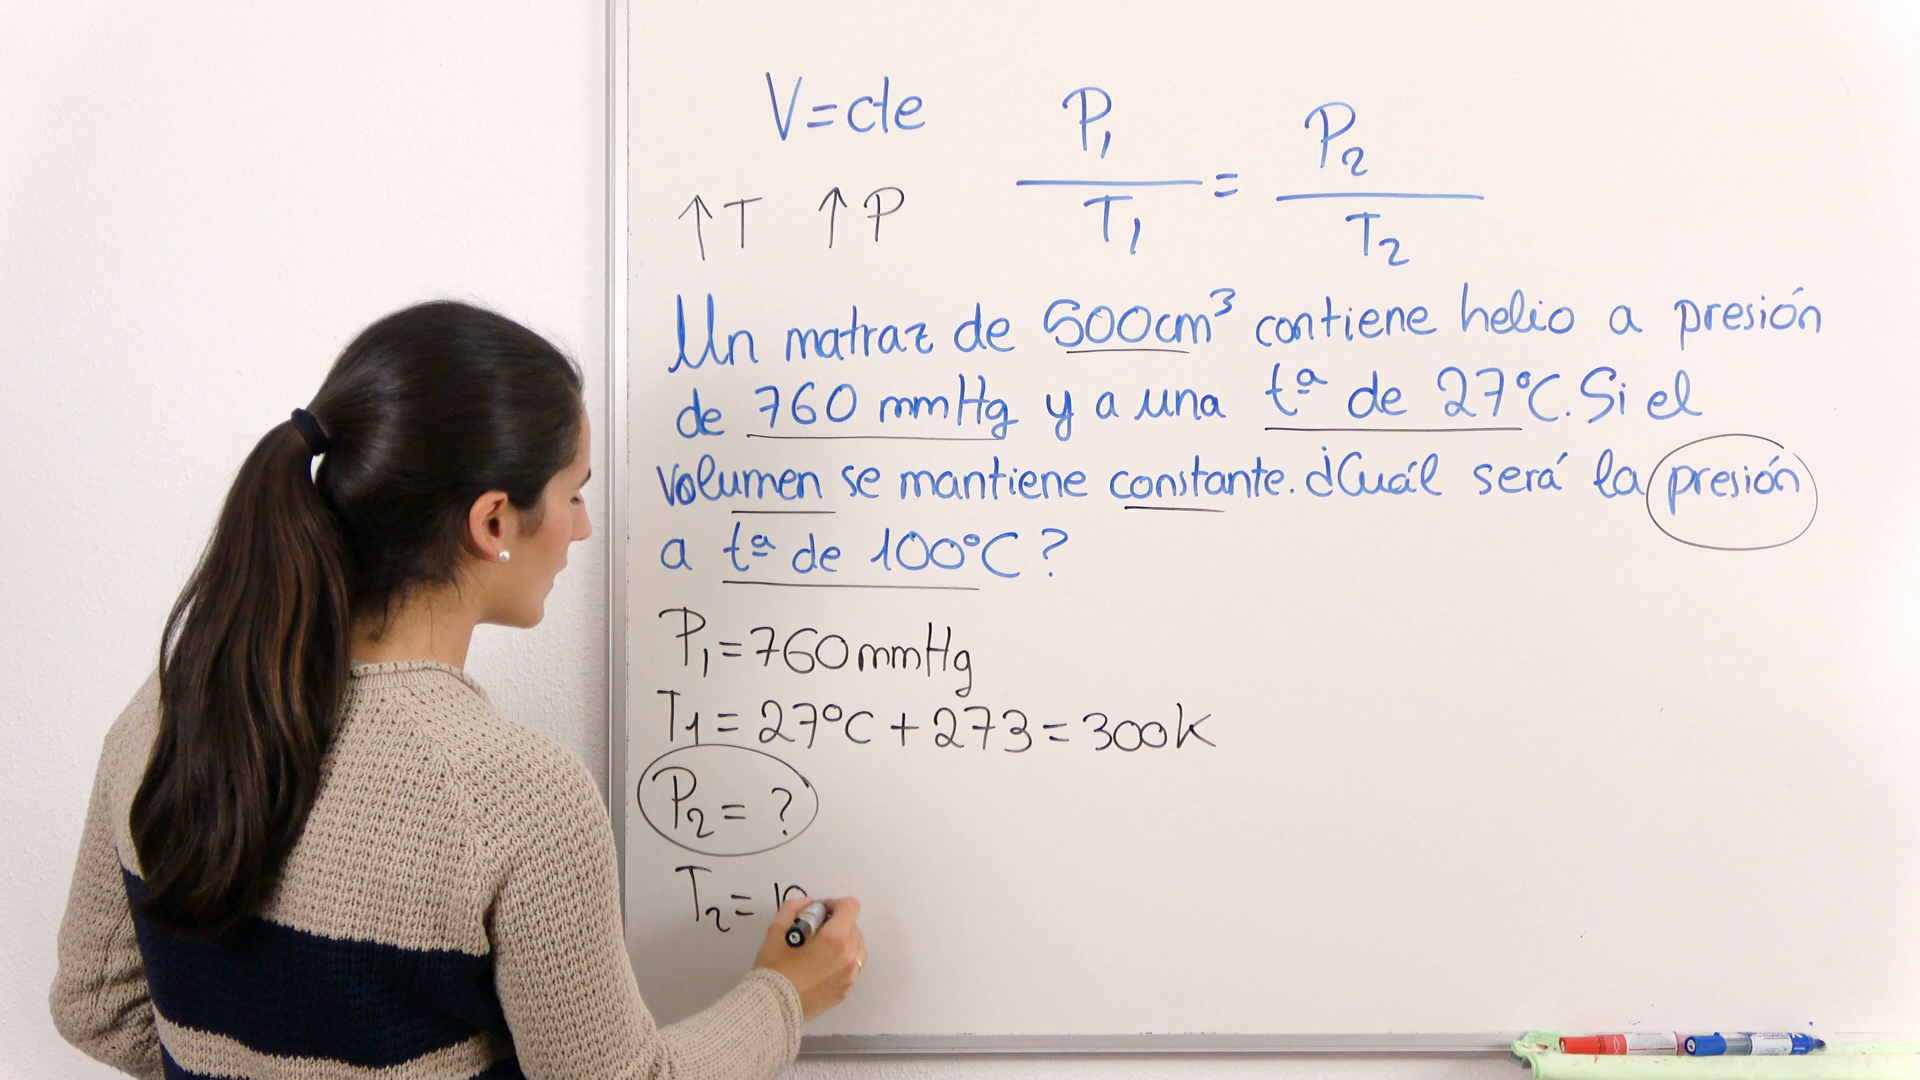 V=cte
P₁/T₁ = P₂/T₂
↑T ↑P
Un matraz de 500cm³ contiene helio a presión
de 760 mmHg y a una tª de 27°C. Si el
volumen se mantiene constante. ¿Cuál será la presión
a tª de 100°C?
P₁=760mmHg
T₁= 27°C + 273 = 300K
P₂= ?
T₂= 10